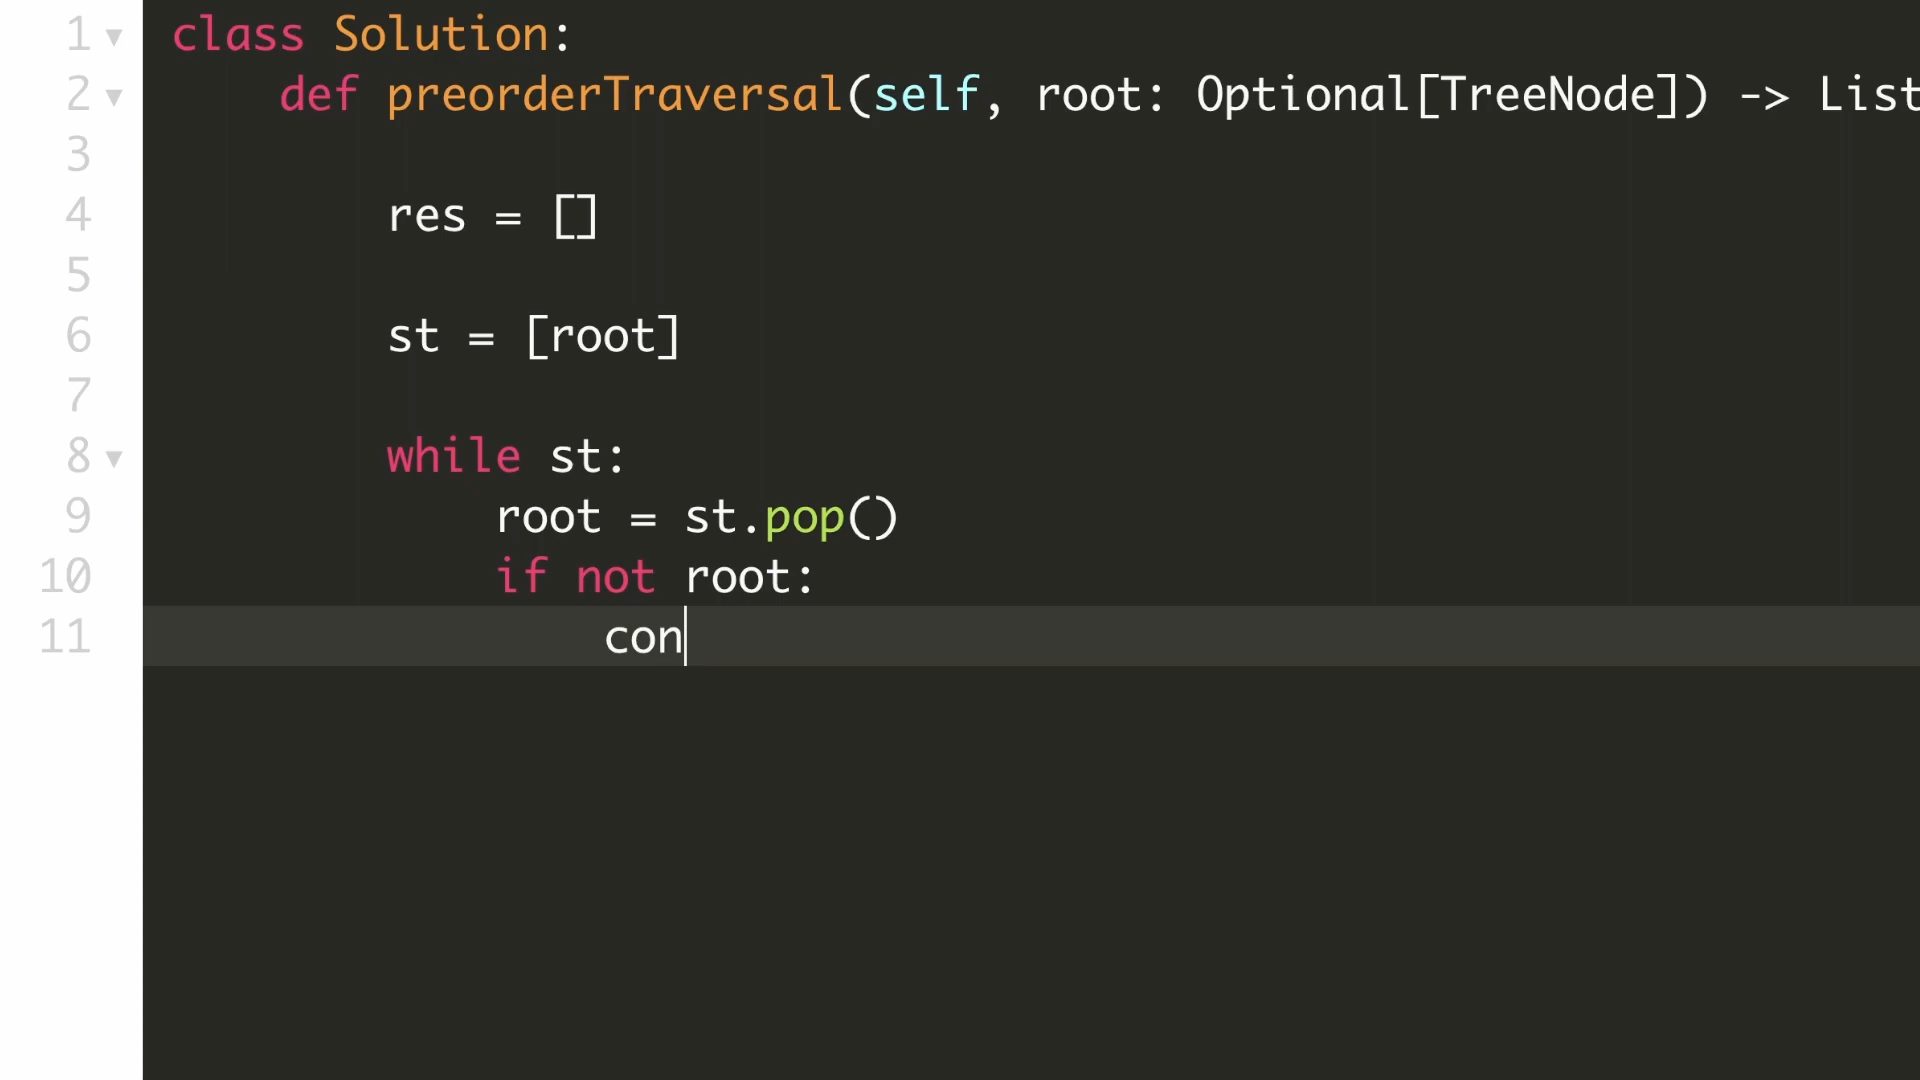 1 class Solution:
2 def preorderTraversal(self, root: Optional[TreeNode]) -> List
3
4 res = []
5
6 st = [root]
7
8 while st:
9 root = st.pop()
10 if not root:
11 con